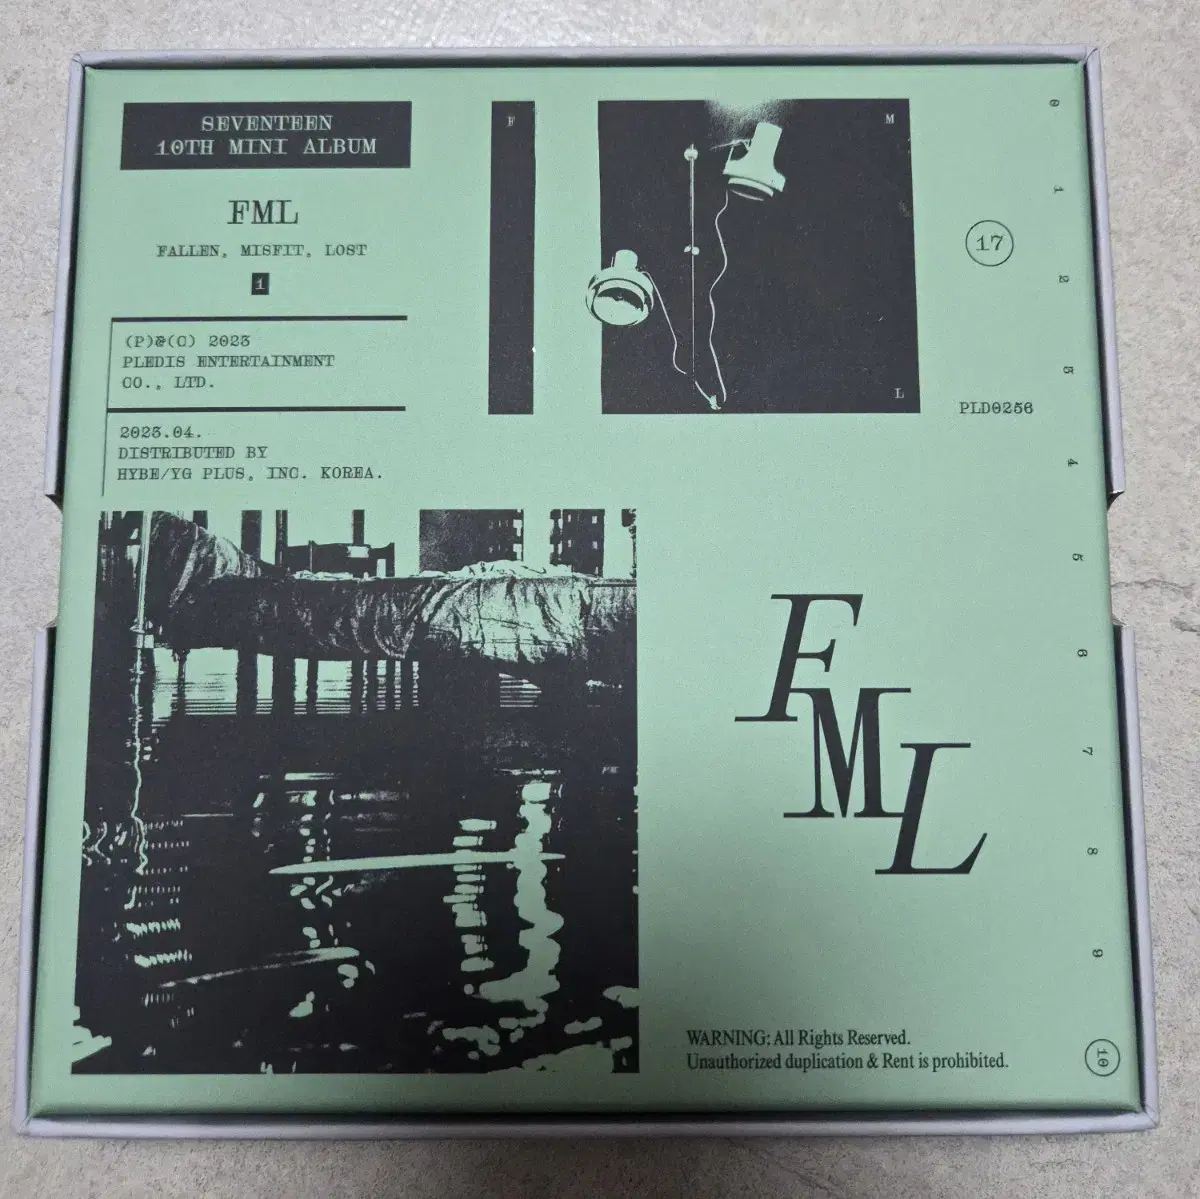 SEVENTEEN
10TH MINI ALBUM
FML
FALLEN, MISFIT, LOST
1
(P)&(C) 2023
PLEDIS ENTERTAINMENT
CO., LTD.
2023.04.
DISTRIBUTED BY
HYBE/YG PLUS, INC. KOREA.
F
M
L
17
PLD0256
0
1
2
3
4
5
6
7
8
9
10
F
M
L
WARNING: All Rights Reserved.
Unauthorized duplication & Rent is prohibited.